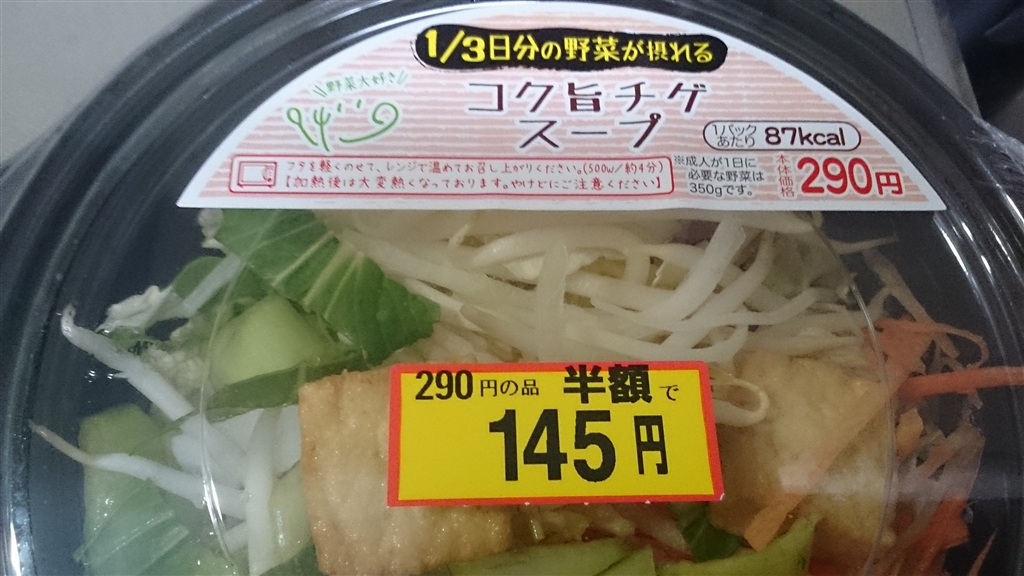 1/3日分の野菜が摂れる
野菜大好き
コク旨チゲ
スープ
1パックあたり 87kcal
フタを軽くのせて、レンジで温めてお召し上がりください。(500w/約4分)
【加熱後は大変熱くなっております。やけどにご注意ください】
※成人が1日に
必要な野菜は
350gです。
本体価格 290円
290円の品 半額で
145円